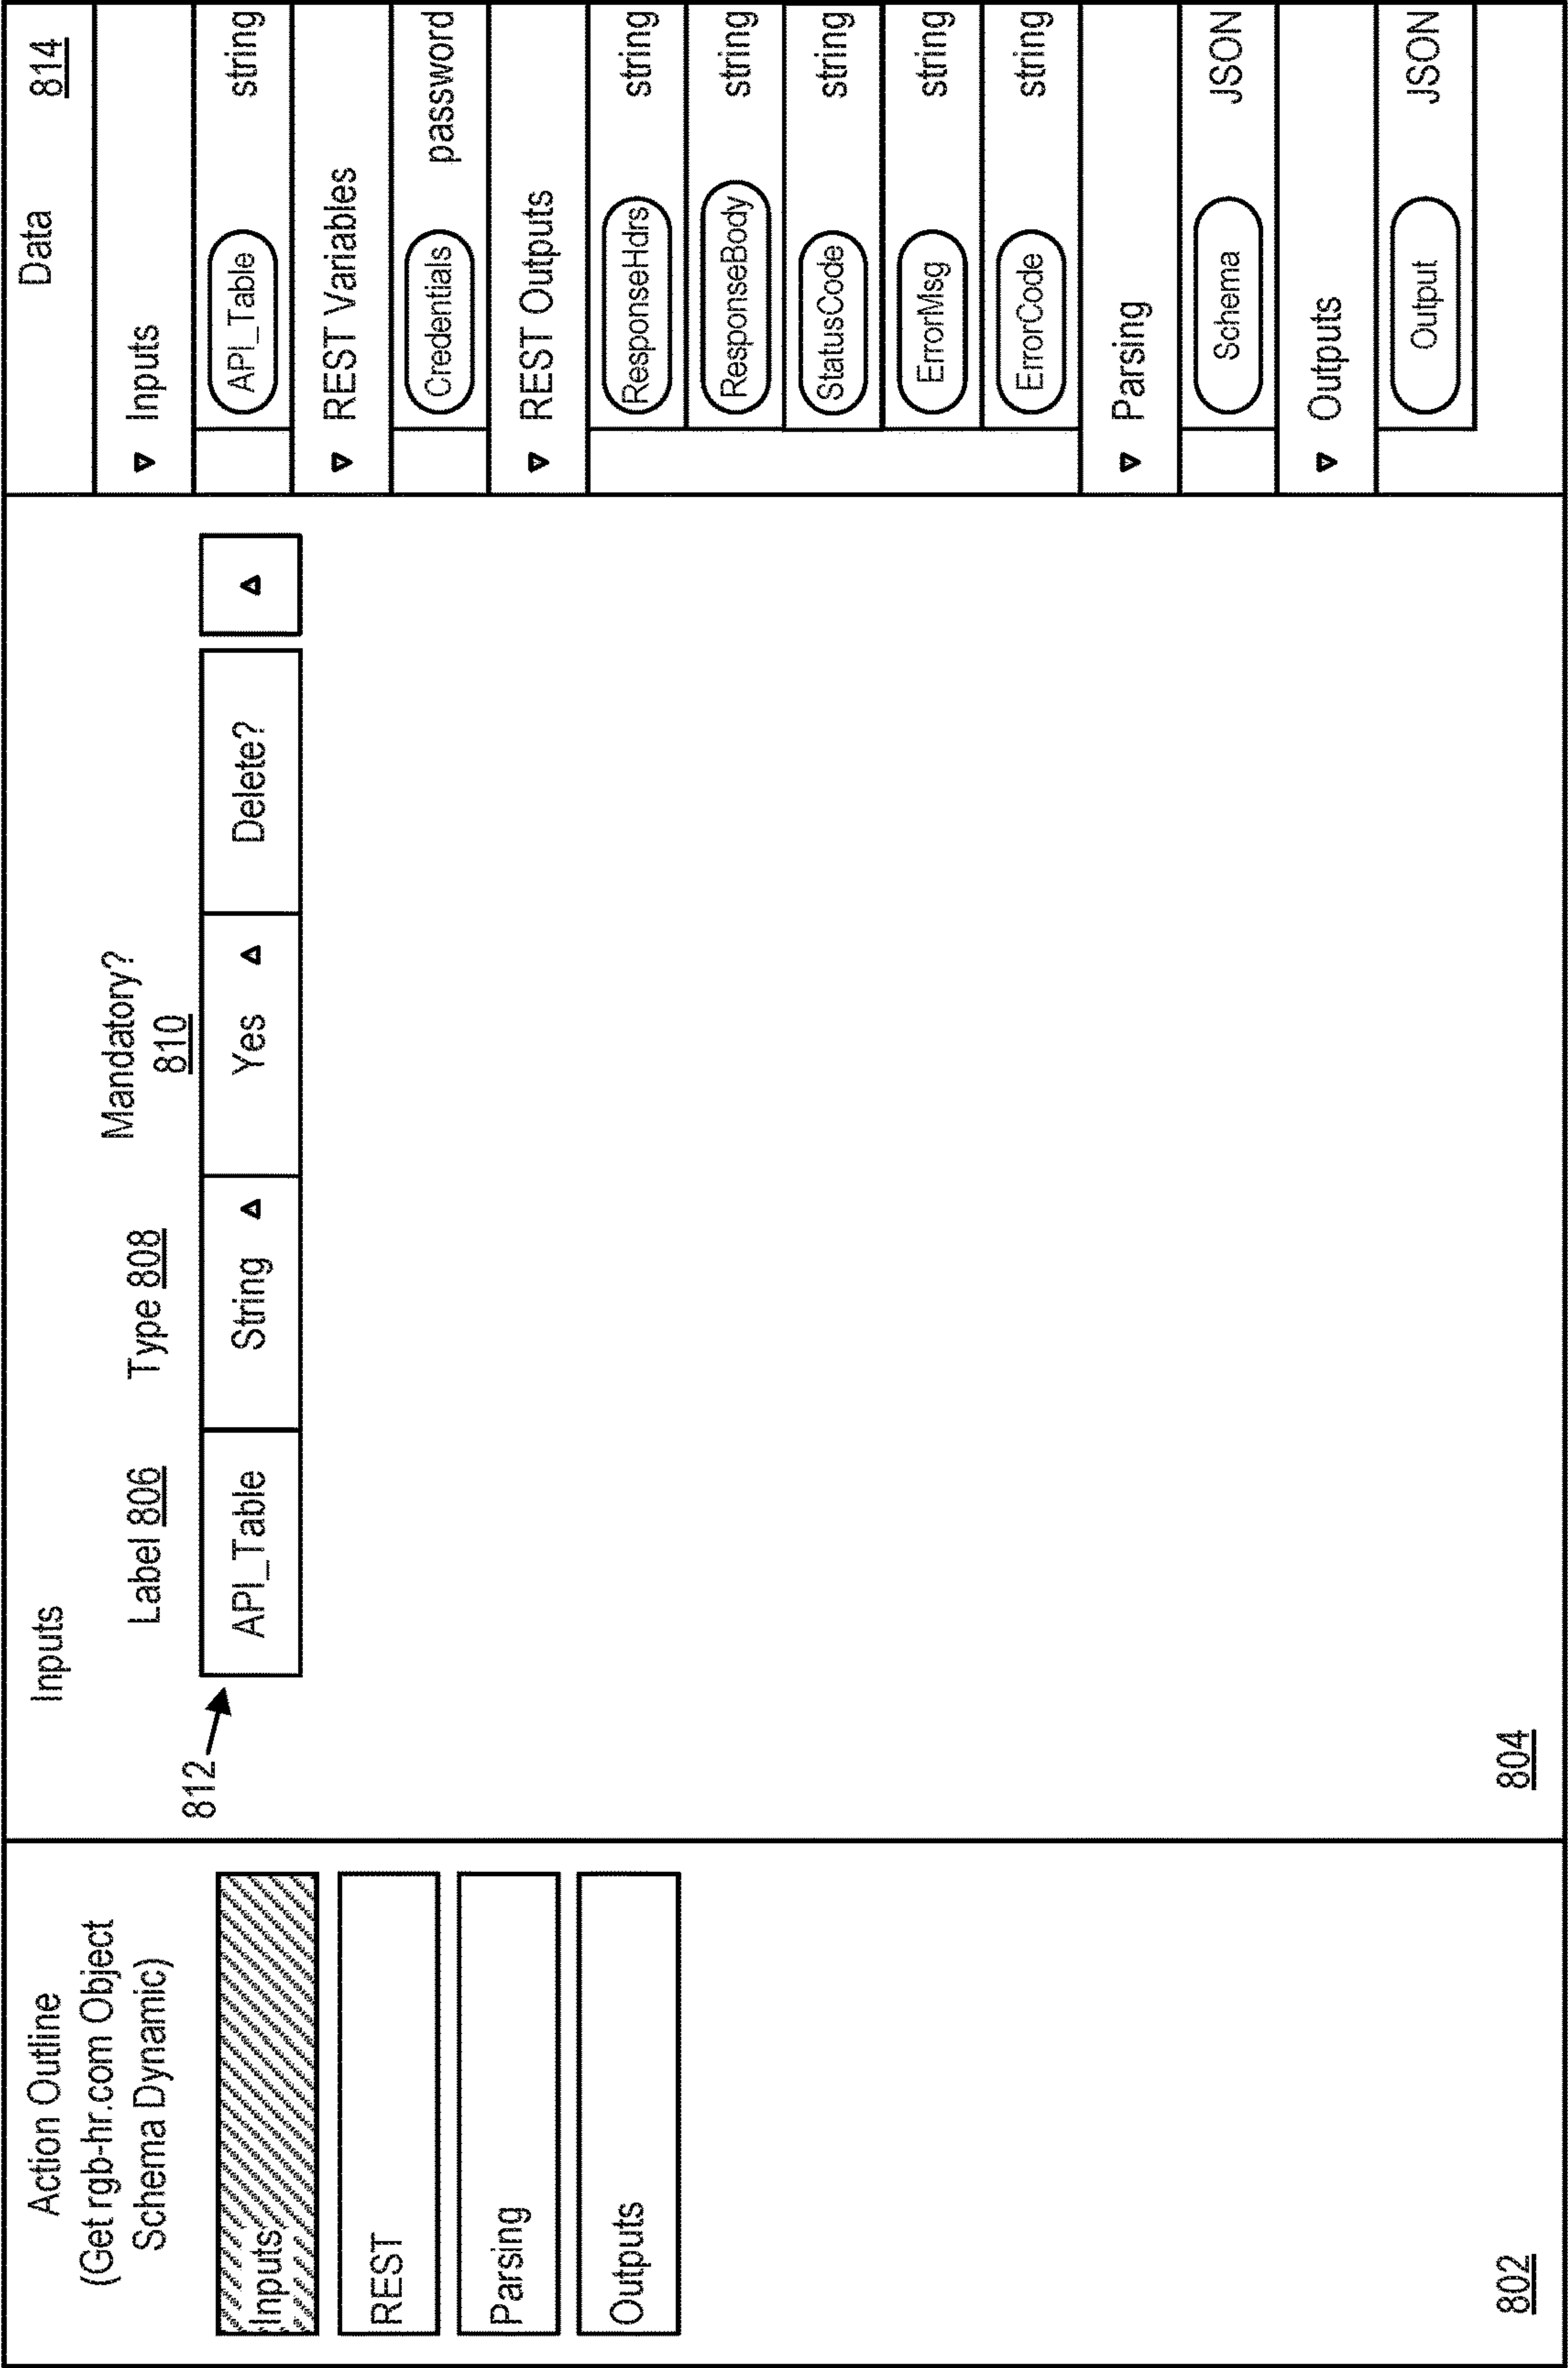 Action Outline
(Get rgb-hr.com Object
Schema Dynamic)
Inputs
REST
Parsing
Outputs
802
Inputs
Label 806
Type 808
Mandatory?
810
812
API_Table
String
Yes
Delete?
804
Data
814
Inputs
API_Table string
REST Variables
Credentials password
REST Outputs
ResponseHdrs string
ResponseBody string
StatusCode string
ErrorMsg string
ErrorCode string
Parsing
Schema JSON
Outputs
Output JSON